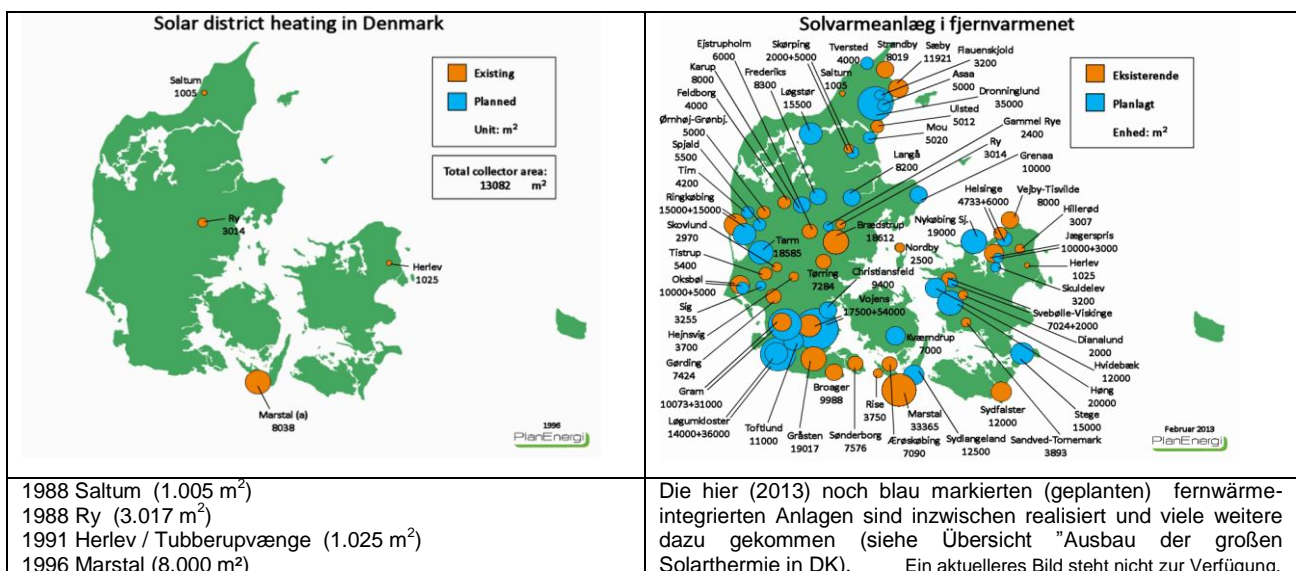 Solar district heating in Denmark
Existing
Planned
Unit: m²
Total collector area:
13082 m²
Saltum
1005
Ry
3014
Herlev
1025
Marstal (a)
8038
1996
PlanEnergi
Solvarmeanlæg i fjernvarmenet
Eksisterende
Planlagt
Enhed: m²
Ejstrupholm
6000
Skørping
2000+5000
Tversted
4000
Strandby
8019
Sæby
11921
Flauenskjold
3200
Karup
8000
Frederiks
8300
Saltum
1005
Asaa
5000
Feldborg
4000
Løgstør
15500
Dronninglund
35000
Ørnhøj-Grønbj.
5000
Ulsted
5012
Gammel Rye
2400
Spjald
5500
Mou
5020
Ry
3014
Tim
4200
Langå
8200
Grenaa
10000
Ringkøbing
15000+15000
Helsinge
4733+6000
Vejby-Tisvilde
8000
Skovlund
2970
Brædstrup
18612
Nykøbing Sj.
19000
Hillerød
3007
Tarm
18585
Nordby
2500
Jægerspris
10000+3000
Tistrup
5400
Tørring
7284
Christiansfeld
9400
Herlev
1025
Oksbøl
10000+5000
Vojens
17500+54000
Skuldelev
3200
Sig
3255
Svebølle-Viskinge
7024+2000
Hejnsvig
3700
Kværndrup
7000
Dianalund
2000
Gørding
7424
Hvidebæk
12000
Gram
10073+31000
Broager
9988
Rise
3750
Marstal
33365
Sydfalster
12000
Høng
20000
Løgumkloster
14000+36000
Toftlund
11000
Gråsten
19017
Sønderborg
7576
Ærøskøbing
7090
Sydlangeland
12500
Sandved-Tornemark
3893
Stege
15000
Februar 2013
PlanEnergi
1988 Saltum (1.005 m²)
1988 Ry (3.017 m²)
1991 Herlev / Tubberupvænge (1.025 m²)
1996 Marstal (8.000 m²)
Die hier (2013) noch blau markierten (geplanten) fernwärme-
integrierten Anlagen sind inzwischen realisiert und viele weitere
dazu gekommen (siehe Übersicht "Ausbau der großen
Solarthermie in DK). Ein aktuelleres Bild steht nicht zur Verfügung.